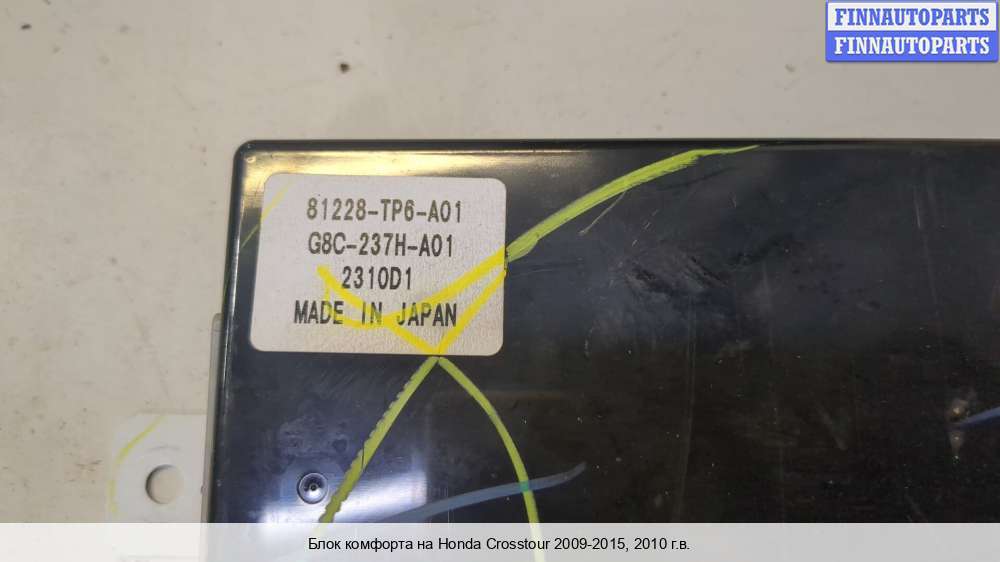 FINNAUTOPARTS
FINNAUTOPARTS
81228-TP6-A01
G8C-237H-A01
2310D1
MADE IN JAPAN
Блок комфорта на Honda Crosstour 2009-2015, 2010 г.в.